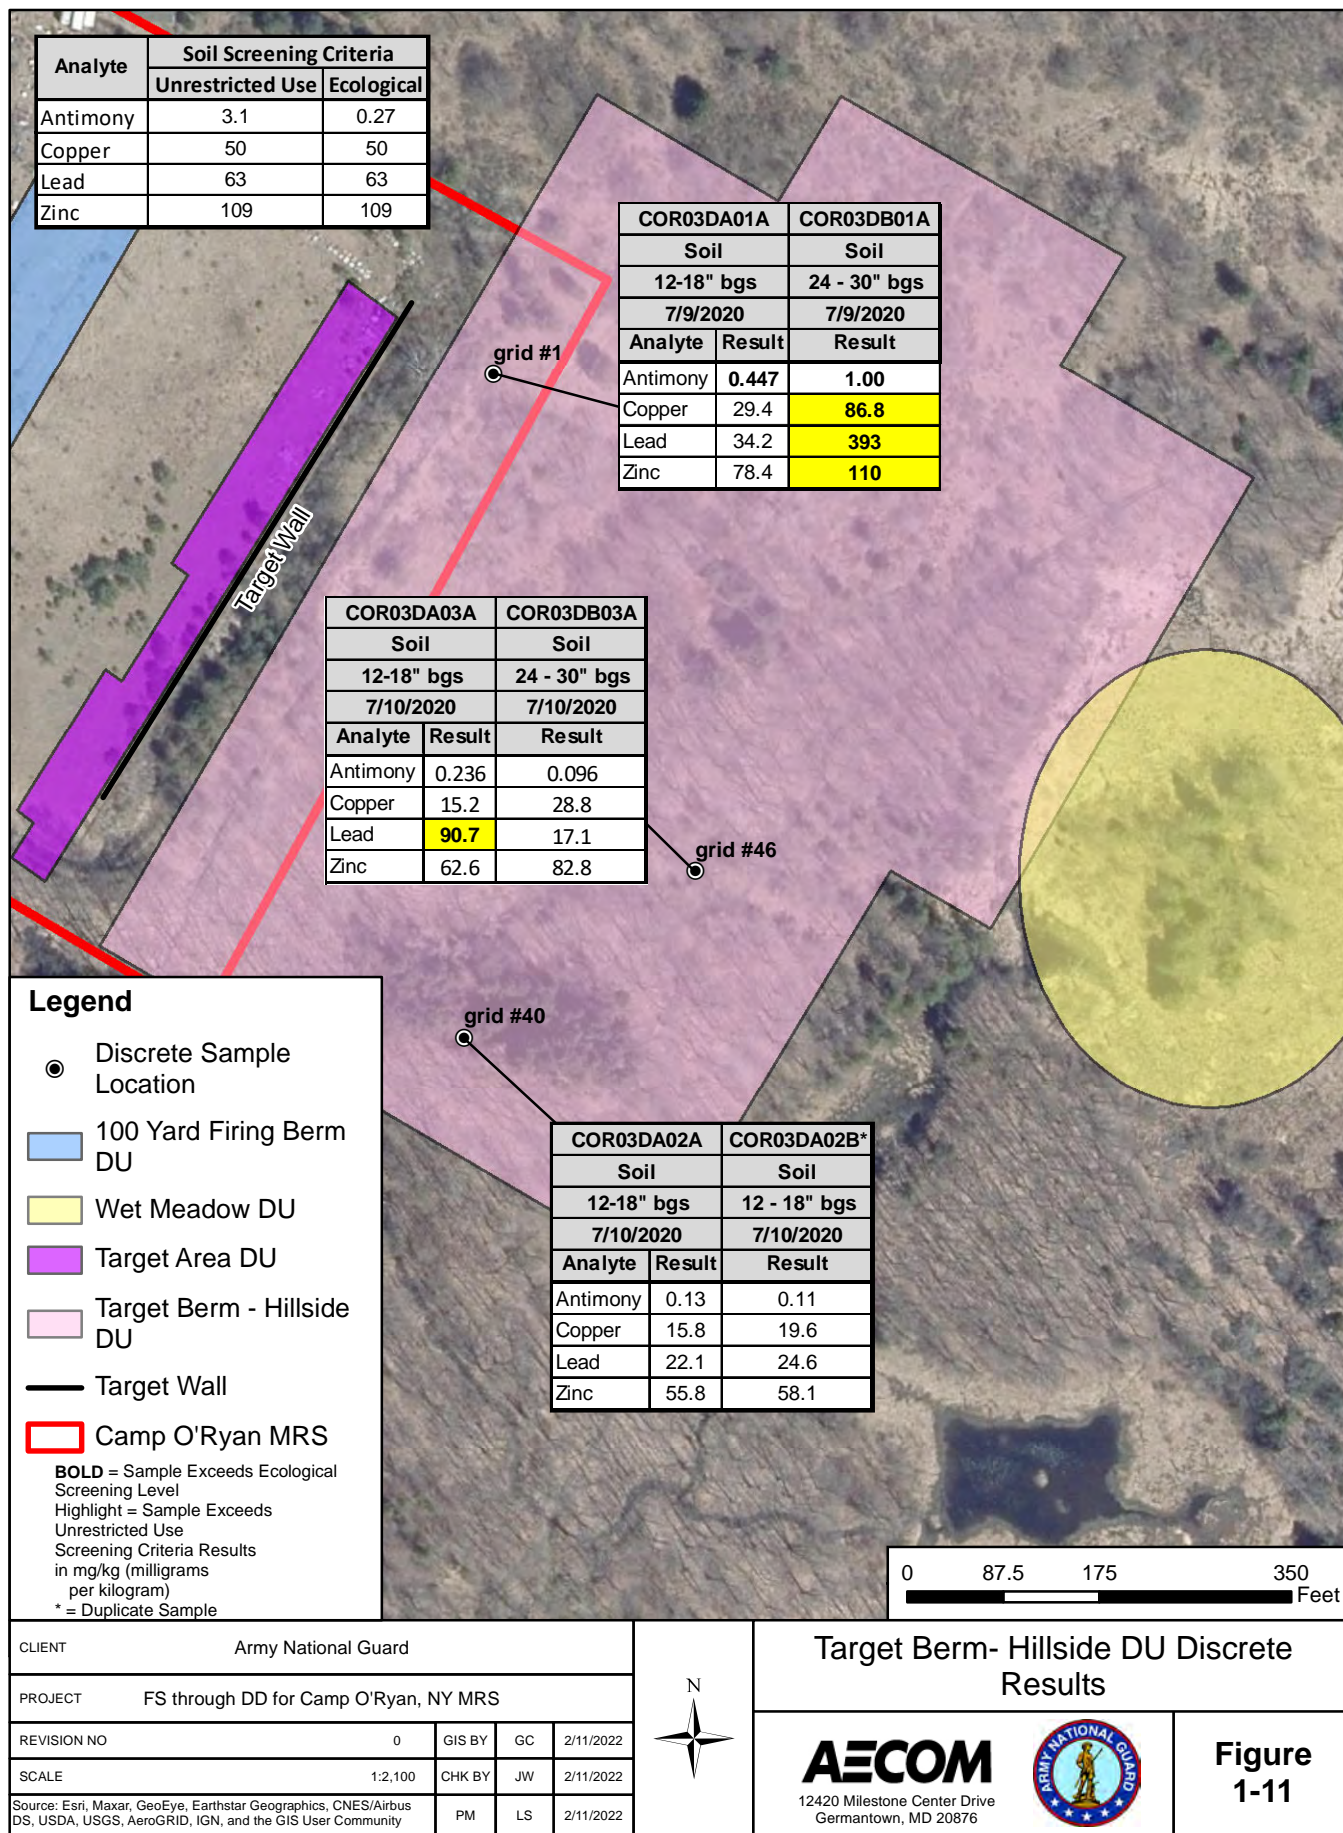 Analyte Soil Screening Criteria
Unrestricted Use Ecological
Antimony 3.1 0.27
Copper 50 50
Lead 63 63
Zinc 109 109
COR03DA01A COR03DB01A
Soil Soil
12-18" bgs 24 - 30" bgs
7/9/2020 7/9/2020
Analyte Result Result
Antimony 0.447 1.00
Copper 29.4 86.8
Lead 34.2 393
Zinc 78.4 110
grid #1
Target Wall
COR03DA03A COR03DB03A
Soil Soil
12-18" bgs 24 - 30" bgs
7/10/2020 7/10/2020
Analyte Result Result
Antimony 0.236 0.096
Copper 15.2 28.8
Lead 90.7 17.1
Zinc 62.6 82.8
grid #46
grid #40
COR03DA02A COR03DA02B*
Soil Soil
12-18" bgs 12 - 18" bgs
7/10/2020 7/10/2020
Analyte Result Result
Antimony 0.13 0.11
Copper 15.8 19.6
Lead 22.1 24.6
Zinc 55.8 58.1
Legend
Discrete Sample
Location
100 Yard Firing Berm
DU
Wet Meadow DU
Target Area DU
Target Berm - Hillside
DU
Target Wall
Camp O'Ryan MRS
BOLD = Sample Exceeds Ecological
Screening Level
Highlight = Sample Exceeds
Unrestricted Use
Screening Criteria Results
in mg/kg (milligrams
per kilogram)
* = Duplicate Sample
0 87.5 175 350
Feet
CLIENT Army National Guard
PROJECT FS through DD for Camp O'Ryan, NY MRS
REVISION NO 0 GIS BY GC 2/11/2022
SCALE 1:2,100 CHK BY JW 2/11/2022
Source: Esri, Maxar, GeoEye, Earthstar Geographics, CNES/Airbus
DS, USDA, USGS, AeroGRID, IGN, and the GIS User Community
PM LS 2/11/2022
N
Target Berm- Hillside DU Discrete
Results
AECOM
12420 Milestone Center Drive
Germantown, MD 20876
ARMY NATIONAL GUARD
Figure
1-11